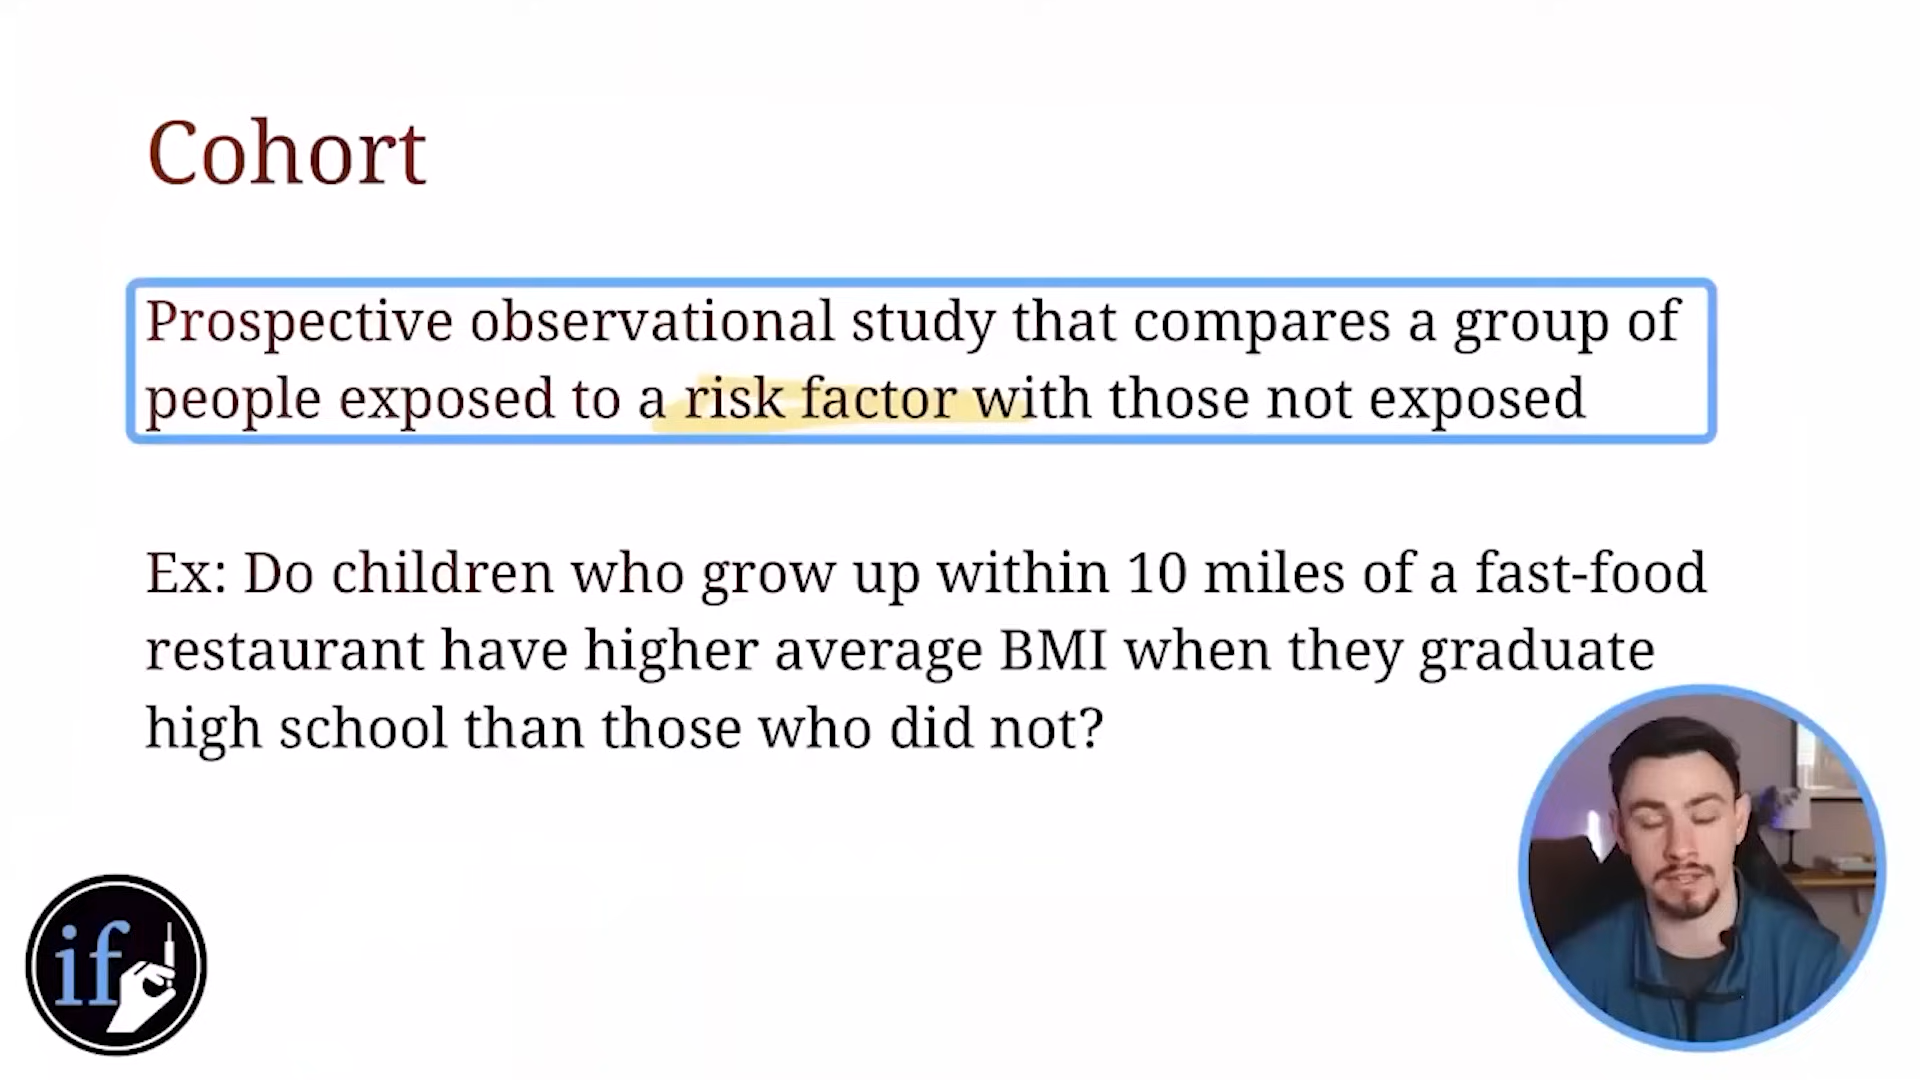 Cohort
Prospective observational study that compares a group of
people exposed to a risk factor with those not exposed
Ex: Do children who grow up within 10 miles of a fast-food
restaurant have higher average BMI when they graduate
high school than those who did not?
if